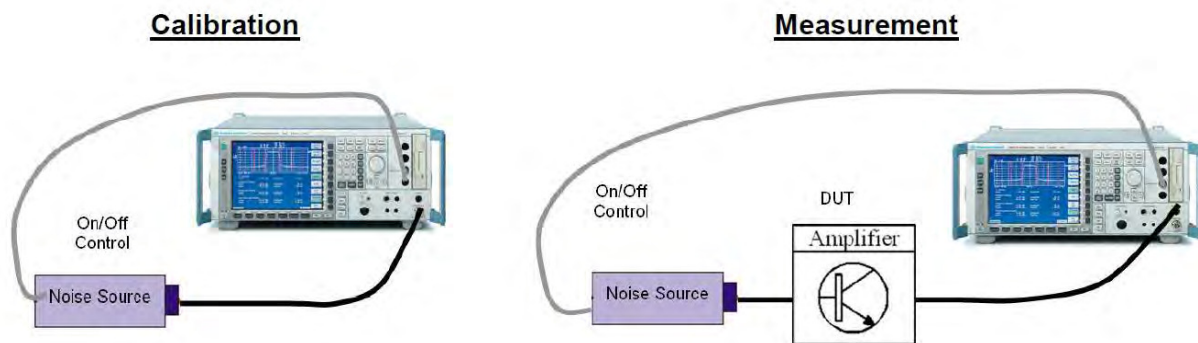 Calibration
Measurement
On/Off
Control
Noise Source
On/Off
Control
DUT
Amplifier
Noise Source